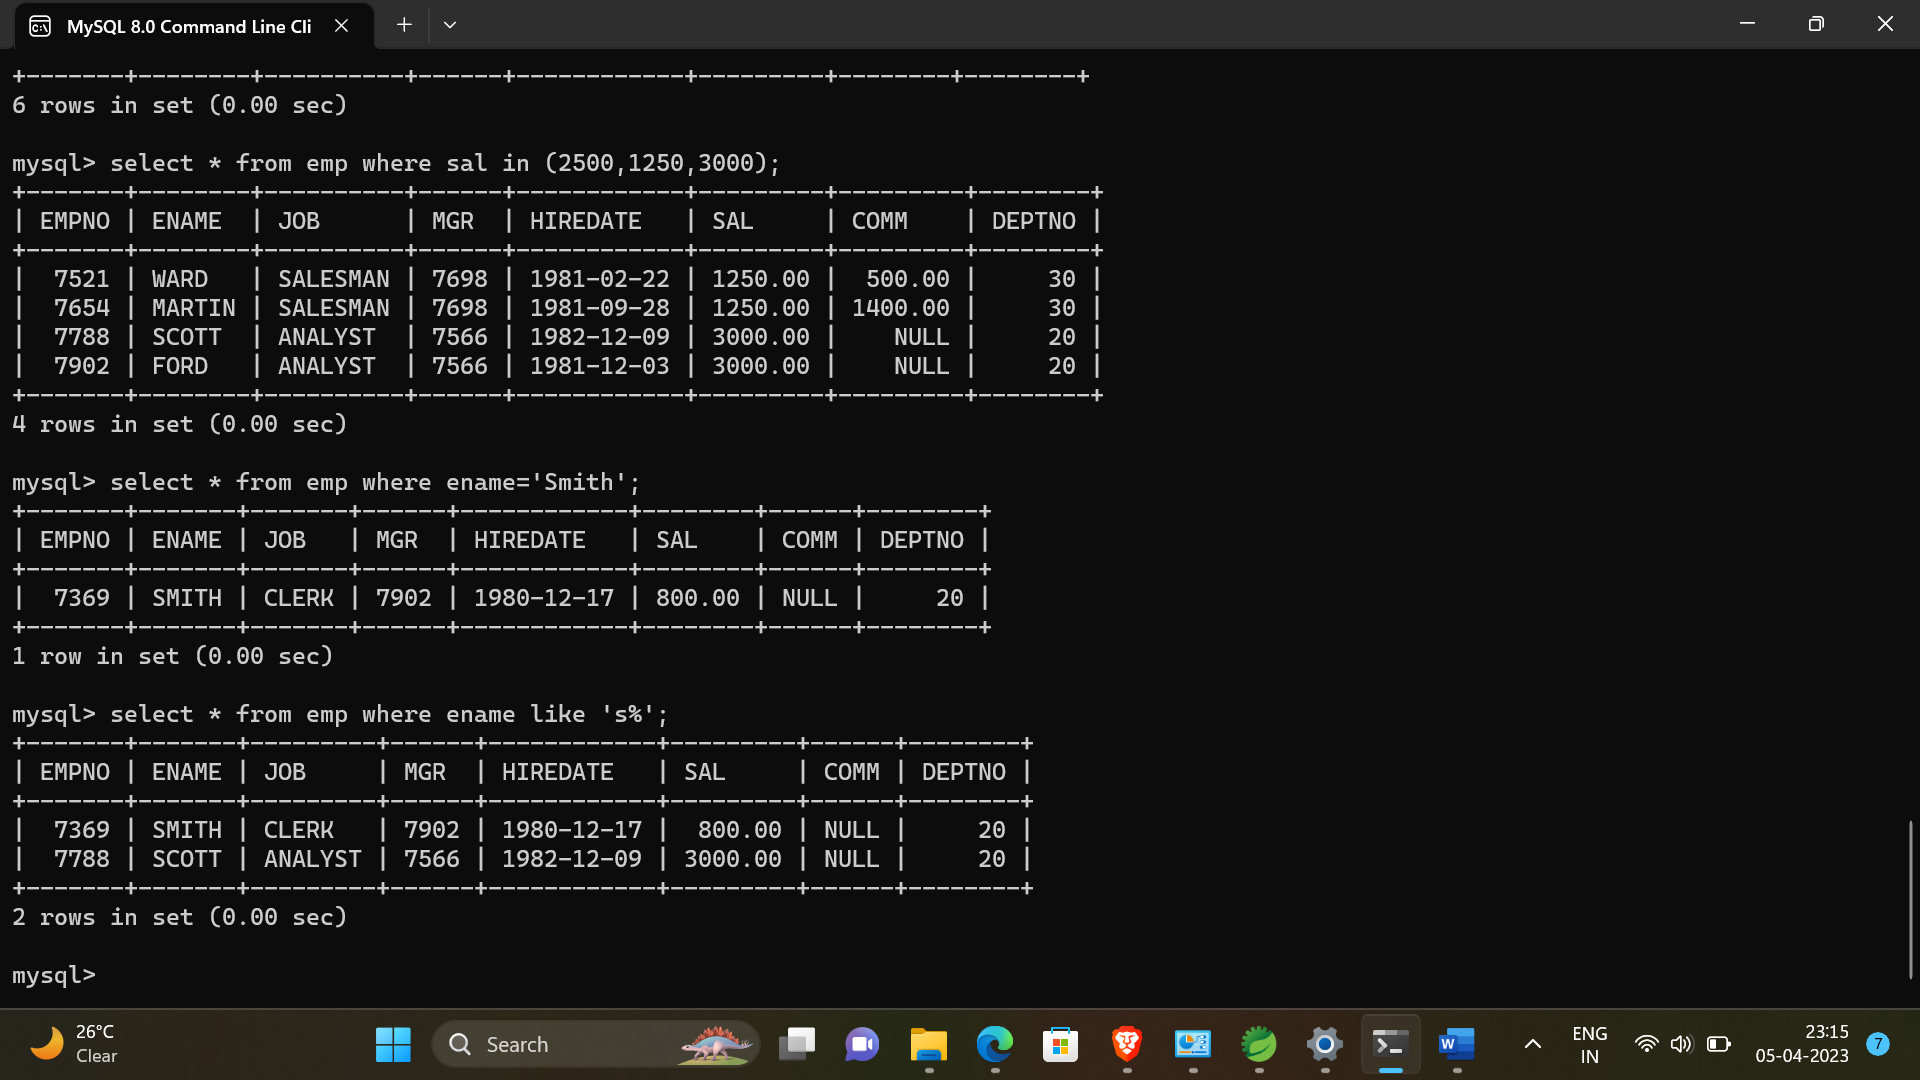 MySQL 8.0 Command Line Cli
+-------+--------+----------+------+------------+---------+--------+--------+
6 rows in set (0.00 sec)
mysql> select * from emp where sal in (2500,1250,3000);
+-------+--------+----------+------+------------+---------+---------+--------+
| EMPNO | ENAME  | JOB      | MGR  | HIREDATE   | SAL     | COMM    | DEPTNO |
+-------+--------+----------+------+------------+---------+---------+--------+
|  7521 | WARD   | SALESMAN | 7698 | 1981-02-22 | 1250.00 |  500.00 |     30 |
|  7654 | MARTIN | SALESMAN | 7698 | 1981-09-28 | 1250.00 | 1400.00 |     30 |
|  7788 | SCOTT  | ANALYST  | 7566 | 1982-12-09 | 3000.00 |    NULL |     20 |
|  7902 | FORD   | ANALYST  | 7566 | 1981-12-03 | 3000.00 |    NULL |     20 |
+-------+--------+----------+------+------------+---------+---------+--------+
4 rows in set (0.00 sec)
mysql> select * from emp where ename='Smith';
+-------+-------+-------+------+------------+--------+------+--------+
| EMPNO | ENAME | JOB   | MGR  | HIREDATE   | SAL    | COMM | DEPTNO |
+-------+-------+-------+------+------------+--------+------+--------+
|  7369 | SMITH | CLERK | 7902 | 1980-12-17 | 800.00 | NULL |     20 |
+-------+-------+-------+------+------------+--------+------+--------+
1 row in set (0.00 sec)
mysql> select * from emp where ename like 's%';
+-------+-------+---------+------+------------+---------+------+--------+
| EMPNO | ENAME | JOB     | MGR  | HIREDATE   | SAL     | COMM | DEPTNO |
+-------+-------+---------+------+------------+---------+------+--------+
|  7369 | SMITH | CLERK   | 7902 | 1980-12-17 |  800.00 | NULL |     20 |
|  7788 | SCOTT | ANALYST | 7566 | 1982-12-09 | 3000.00 | NULL |     20 |
+-------+-------+---------+------+------------+---------+------+--------+
2 rows in set (0.00 sec)
mysql>
26°C
Clear
Search
W
ENG
IN
23:15
05-04-2023
7